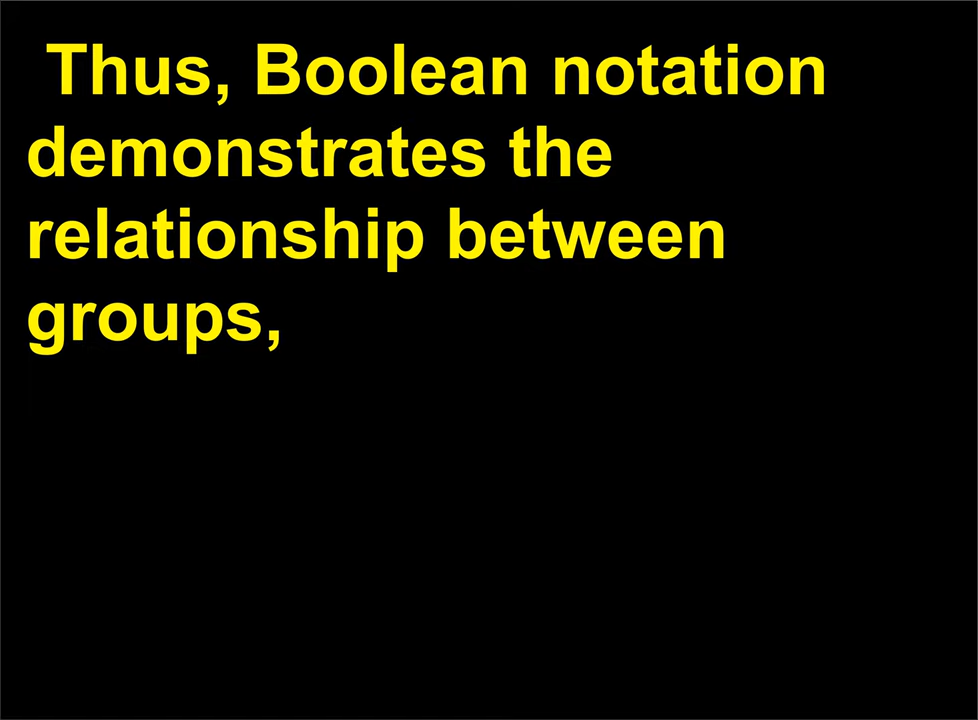 Thus, Boolean notation
demonstrates the
relationship between
groups,